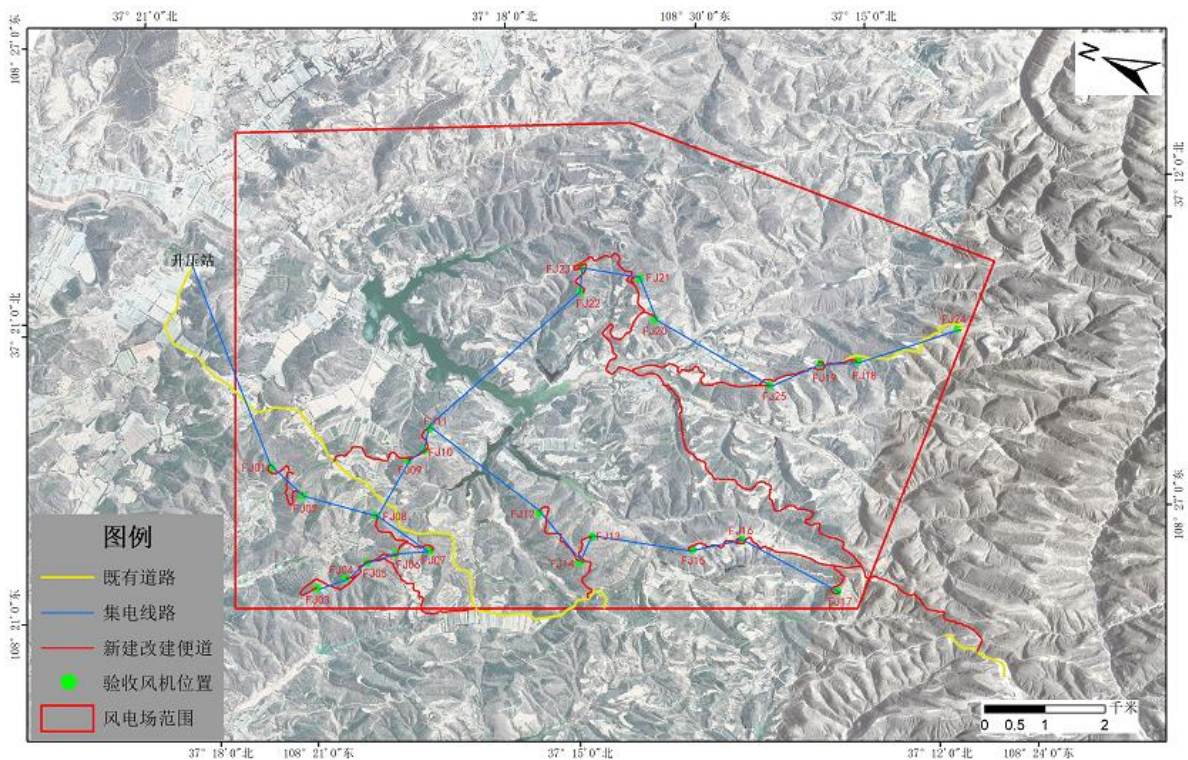 37° 21′ 0″北
37° 18′ 0″北
108° 30′ 0″东
37° 15′ 0″北
108° 27′ 0″东
N
37° 12′ 0″北
升压站
FJ23
FJ21
FJ22
FJ20
FJ24
37° 21′ 0″北
FJ19
FJ18
FJ25
FJ11
FJ10
FJ09
FJ01
FJ02
108° 27′ 0″东
FJ08
FJ12
FJ13
FJ16
FJ15
FJ14
FJ07
FJ06
FJ05
FJ04
FJ03
FJ17
108° 21′ 0″东
图例
既有道路
集电线路
新建改建便道
验收风机位置
风电场范围
千米
0 0.5 1 2
37° 18′ 0″北
108° 21′ 0″东
37° 15′ 0″北
37° 12′ 0″北
108° 24′ 0″东